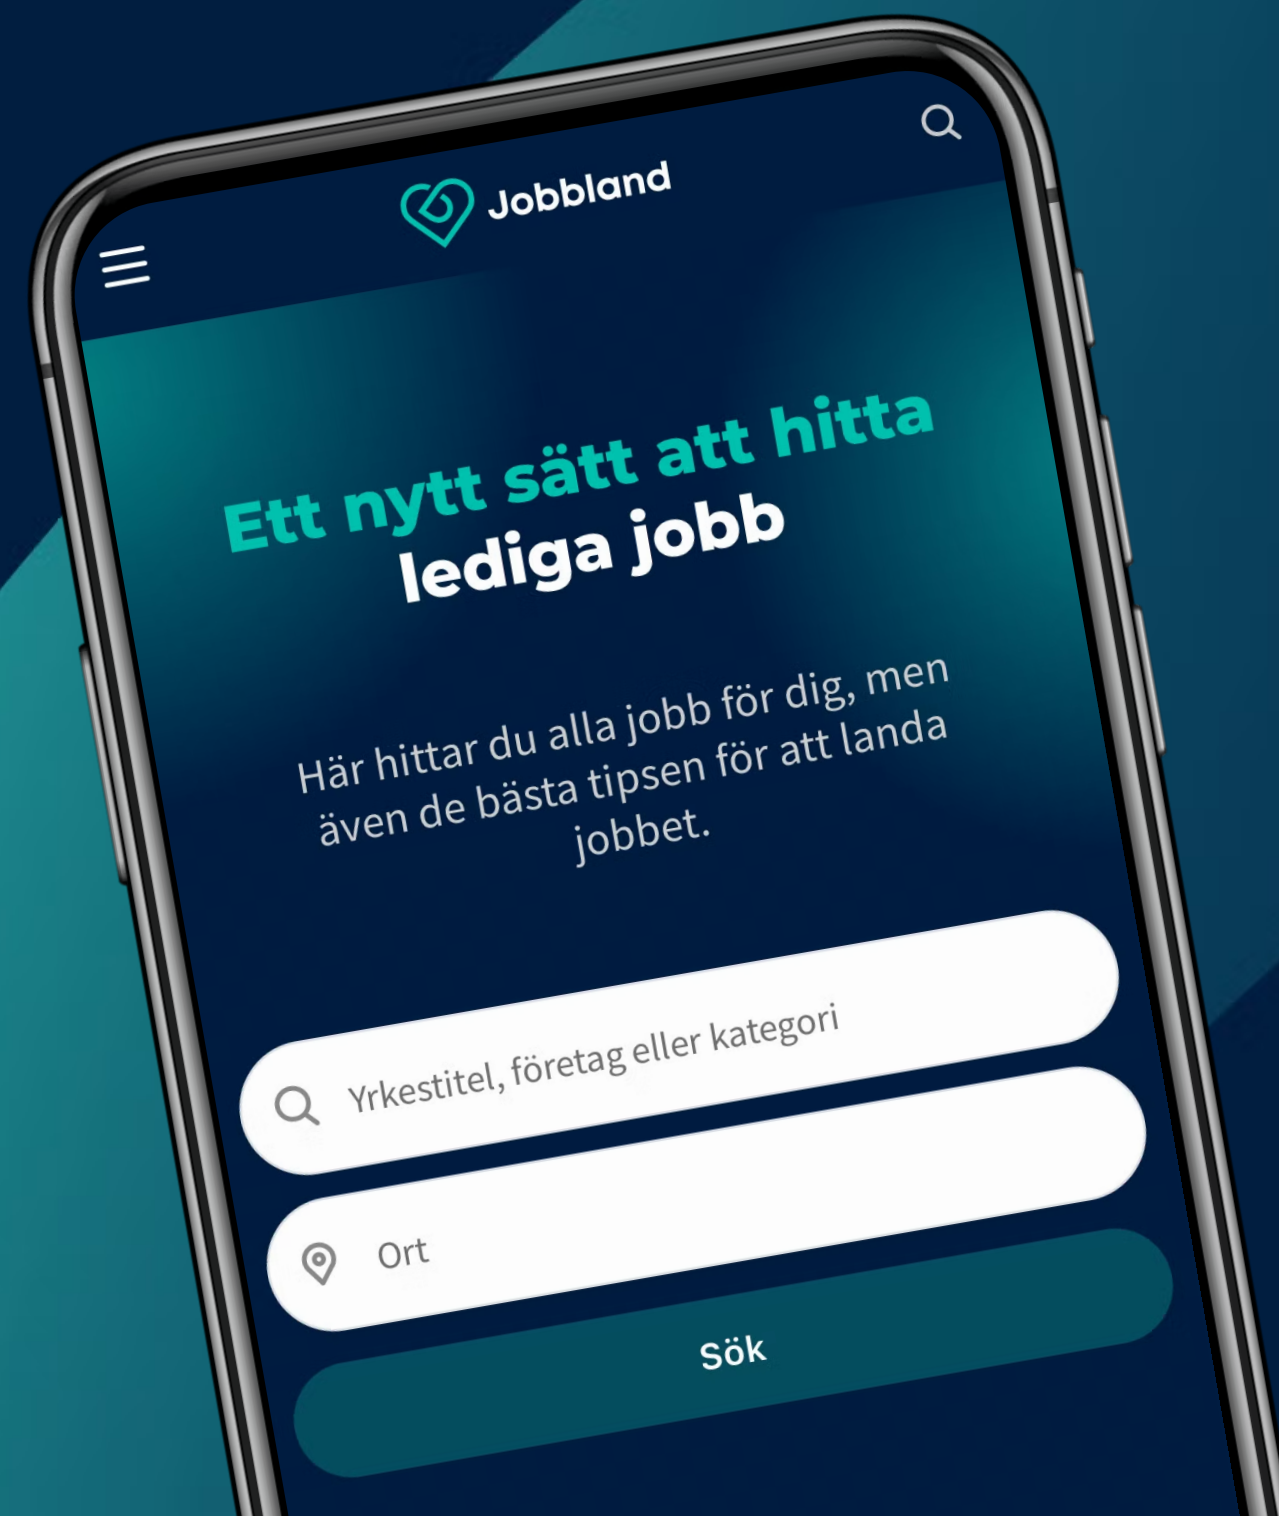 Jobbland
Ett nytt sätt att hitta
lediga jobb
Här hittar du alla jobb för dig, men
även de bästa tipsen för att landa
jobbet.
Yrkestitel, företag eller kategori
Ort
Sök